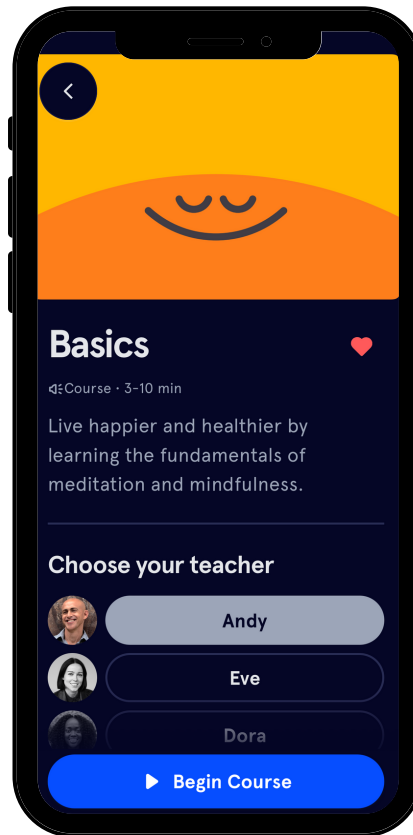 Basics
Course · 3-10 min
Live happier and healthier by
learning the fundamentals of
meditation and mindfulness.
Choose your teacher
Andy
Eve
Dora
Begin Course